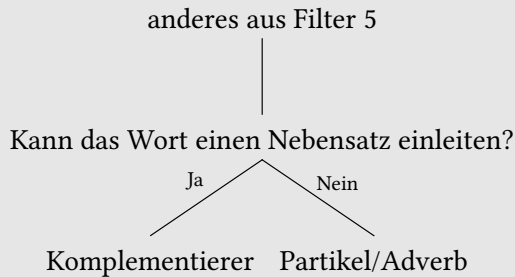 anderes aus Filter 5
Kann das Wort einen Nebensatz einleiten?
Ja Nein
Komplementierer Partikel/Adverb